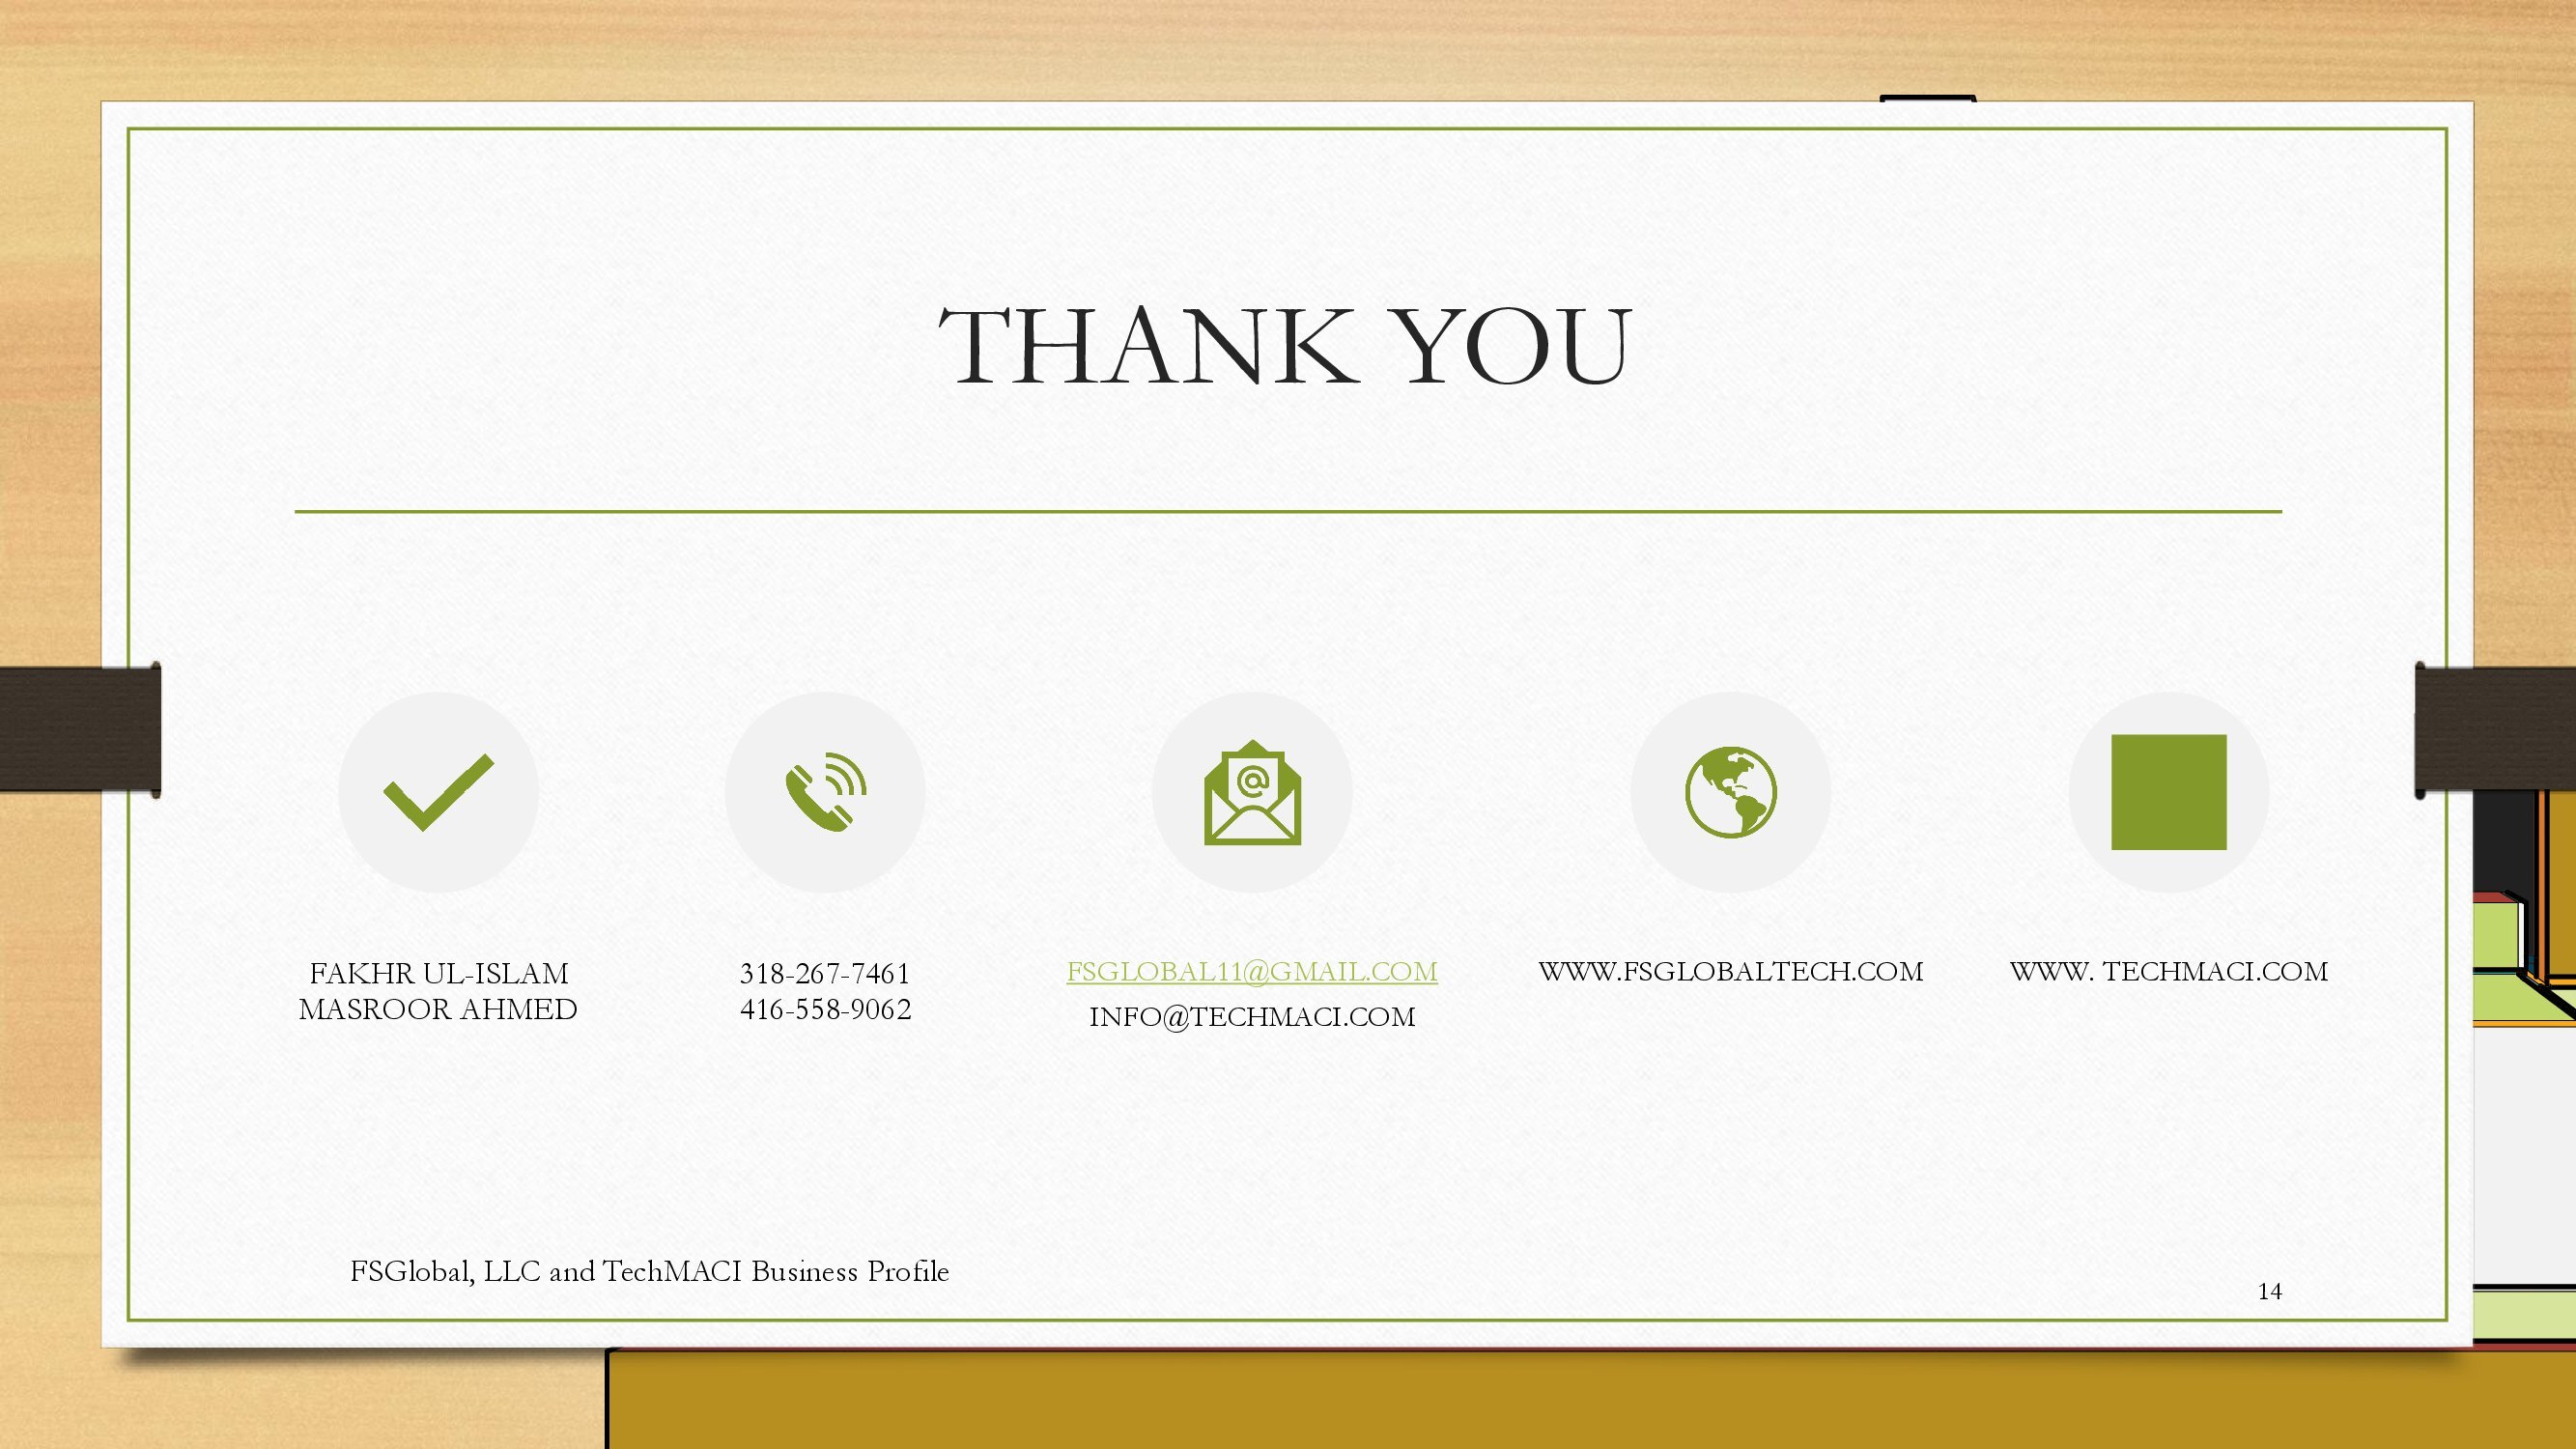 THANK YOU
FAKHR UL-ISLAM
MASROOR AHMED
318-267-7461
416-558-9062
FSGLOBAL11@GMAIL.COM
INFO@TECHMACI.COM
WWW.FSGLOBALTECH.COM
WWW. TECHMACI.COM
FSGlobal, LLC and TechMACI Business Profile
14